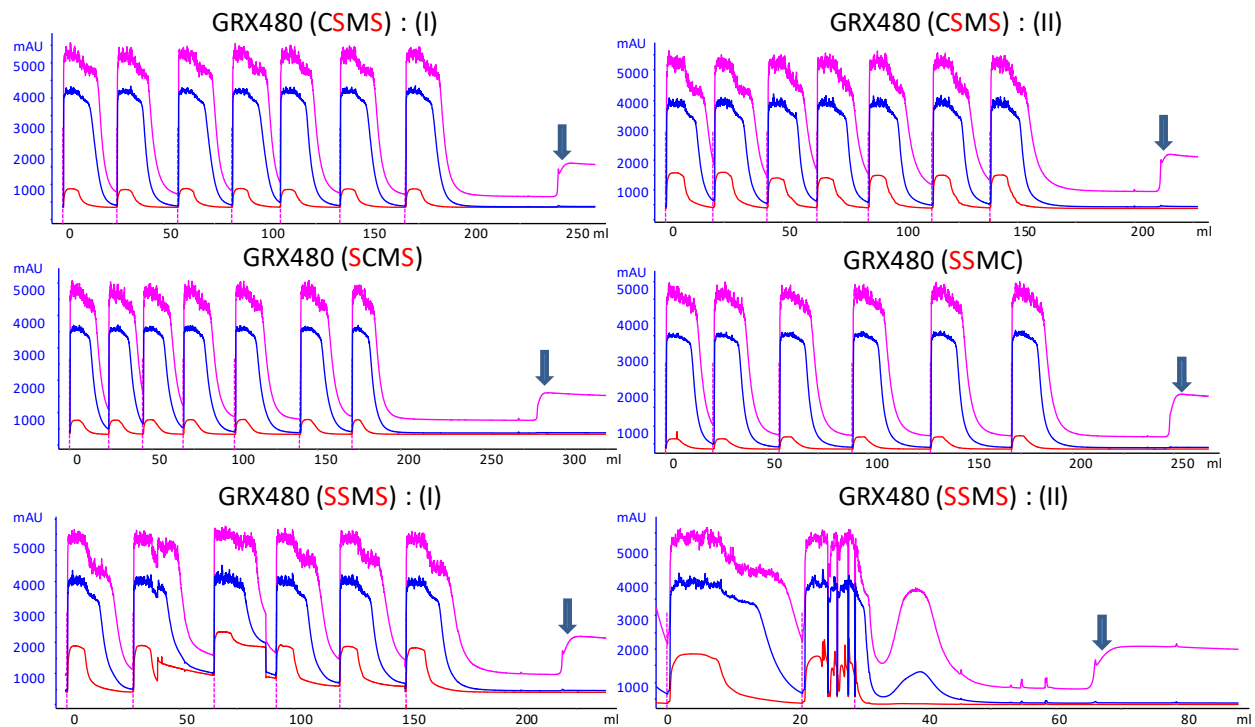 GRX480 (CSMS) : (I)
mAU
5000
4000
3000
2000
1000
0 50 100 150 200 250 ml
GRX480 (CSMS) : (II)
mAU
5000
4000
3000
2000
1000
0 50 100 150 200 ml
GRX480 (SCMS)
mAU
5000
4000
3000
2000
1000
0 50 100 150 200 250 300 ml
GRX480 (SSMC)
mAU
5000
4000
3000
2000
1000
0 50 100 150 200 250 ml
GRX480 (SSMS) : (I)
mAU
5000
4000
3000
2000
1000
0 50 100 150 200 ml
GRX480 (SSMS) : (II)
mAU
5000
4000
3000
2000
1000
0 20 40 60 80 ml